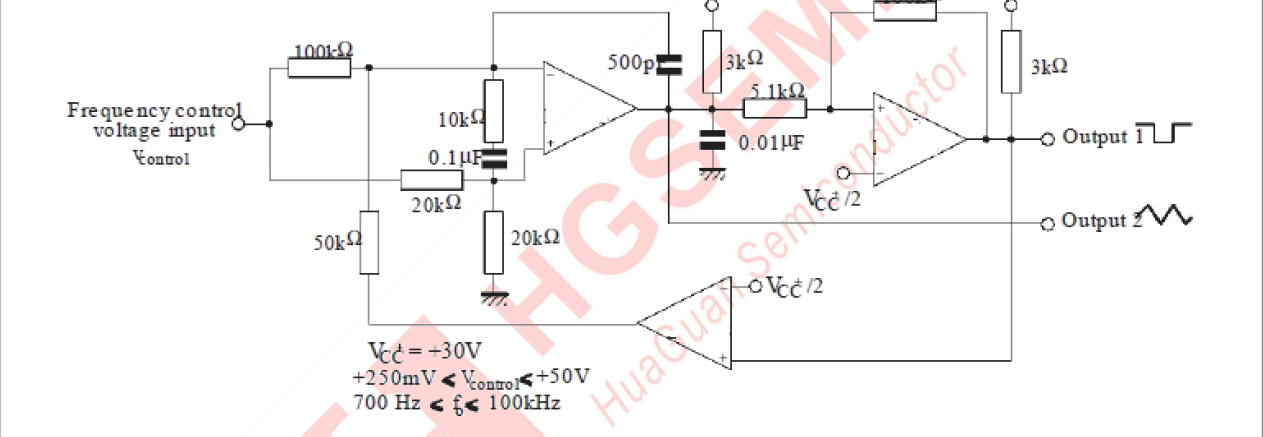 100kΩ
500pF
3kΩ
3kΩ
5.1kΩ
Frequency control
voltage input
Vcontrol
10kΩ
0.1µF
0.01µF
Output 1
20kΩ
VCC+/2
Output 2
50kΩ
20kΩ
VCC+/2
VCC+ = +30V
+250mV < Vcontrol < +50V
700 Hz < f0 < 100kHz
HGSEM
HuaGuan Semiconductor